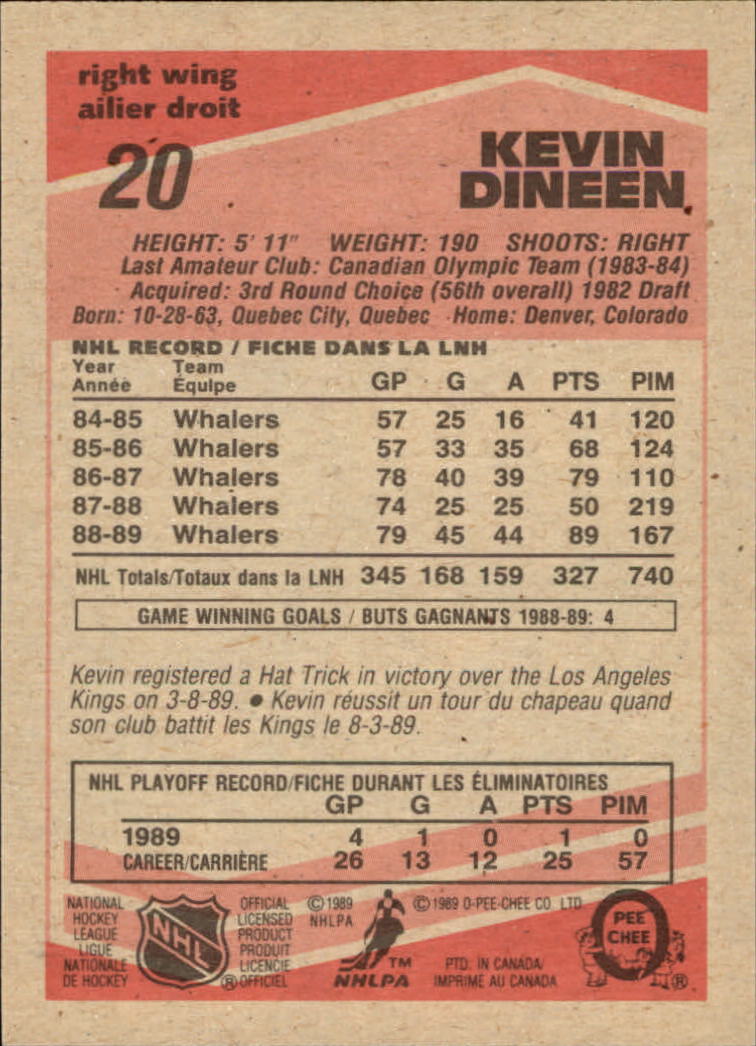 right wing
ailier droit
20
KEVIN
DINEEN
HEIGHT: 5' 11" WEIGHT: 190 SHOOTS: RIGHT
Last Amateur Club: Canadian Olympic Team (1983-84)
Acquired: 3rd Round Choice (56th overall) 1982 Draft
Born: 10-28-63, Quebec City, Quebec Home: Denver, Colorado
NHL RECORD / FICHE DANS LA LNH
Year Team
Année Équipe GP G A PTS PIM
84-85 Whalers 57 25 16 41 120
85-86 Whalers 57 33 35 68 124
86-87 Whalers 78 40 39 79 110
87-88 Whalers 74 25 25 50 219
88-89 Whalers 79 45 44 89 167
NHL Totals/Totaux dans la LNH 345 168 159 327 740
GAME WINNING GOALS / BUTS GAGNANTS 1988-89: 4
Kevin registered a Hat Trick in victory over the Los Angeles
Kings on 3-8-89. ● Kevin réussit un tour du chapeau quand
son club battit les Kings le 8-3-89.
NHL PLAYOFF RECORD/FICHE DURANT LES ÉLIMINATOIRES
GP G A PTS PIM
1989 4 1 0 1 0
CAREER/CARRIÈRE 26 13 12 25 57
NATIONAL
HOCKEY
LEAGUE
LIGUE
NATIONALE
DE HOCKEY
NHL
OFFICIAL
LICENSED
PRODUCT
PRODUIT
LICENCIE
® OFFICIEL
© 1989
NHLPA
TM
NHLPA
© 1989 O-PEE-CHEE CO. LTD.
PTD. IN CANADA/
IMPRIME AU CANADA
O
PEE
CHEE
®